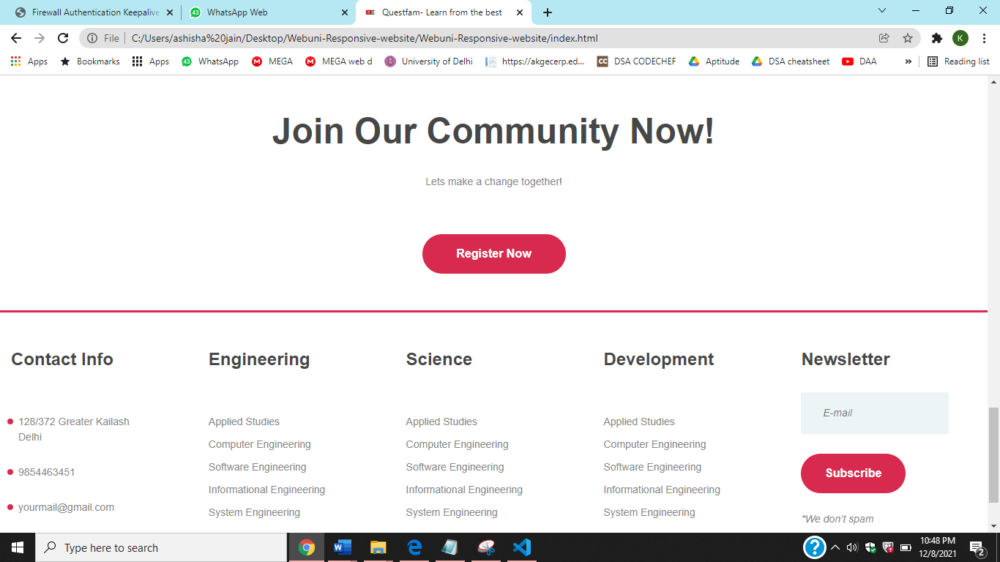 Firewall Authentication Keepalive
WhatsApp Web
Questfam- Learn from the best
File
C:/Users/ashisha%20jain/Desktop/Webuni-Responsive-website/Webuni-Responsive-website/index.html
K
Apps
Bookmarks
Apps
43
WhatsApp
MEGA
MEGA web d
University of Delhi
https://akgecerp.ed...
CC
DSA CODECHEF
Aptitude
DSA cheatsheet
DAA
»
Reading list
Join Our Community Now!
Lets make a change together!
Register Now
Contact Info
128/372 Greater Kailash
Delhi
9854463451
yourmail@gmail.com
Engineering
Applied Studies
Computer Engineering
Software Engineering
Informational Engineering
System Engineering
Science
Applied Studies
Computer Engineering
Software Engineering
Informational Engineering
System Engineering
Development
Applied Studies
Computer Engineering
Software Engineering
Informational Engineering
System Engineering
Newsletter
E-mail
Subscribe
*We don't spam
Type here to search
10:48 PM
12/8/2021
2